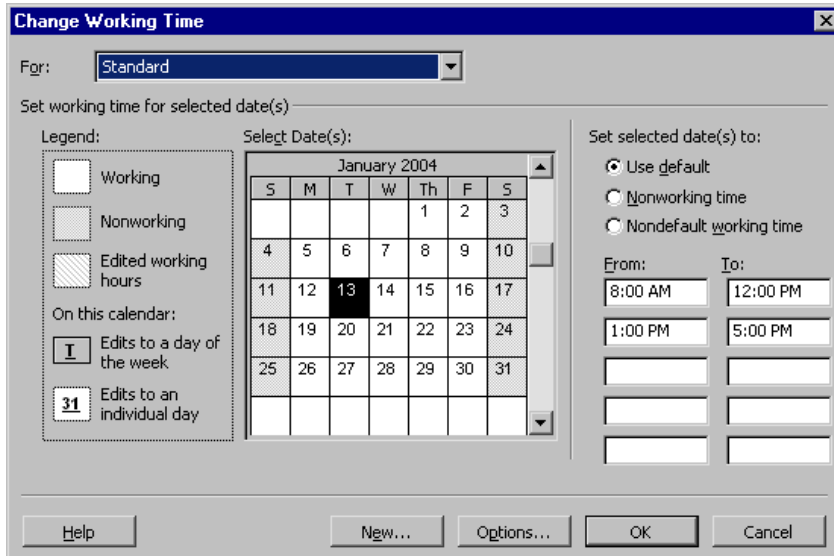 Change Working Time
For: Standard
Set working time for selected date(s)
Legend:
Working
Nonworking
Edited working
hours
On this calendar:
T Edits to a day of
the week
31 Edits to an
individual day
Select Date(s):
January 2004
S M T W Th F S
1 2 3
4 5 6 7 8 9 10
11 12 13 14 15 16 17
18 19 20 21 22 23 24
25 26 27 28 29 30 31
Set selected date(s) to:
Use default
Nonworking time
Nondefault working time
From: To:
8:00 AM 12:00 PM
1:00 PM 5:00 PM
Help New... Options... OK Cancel